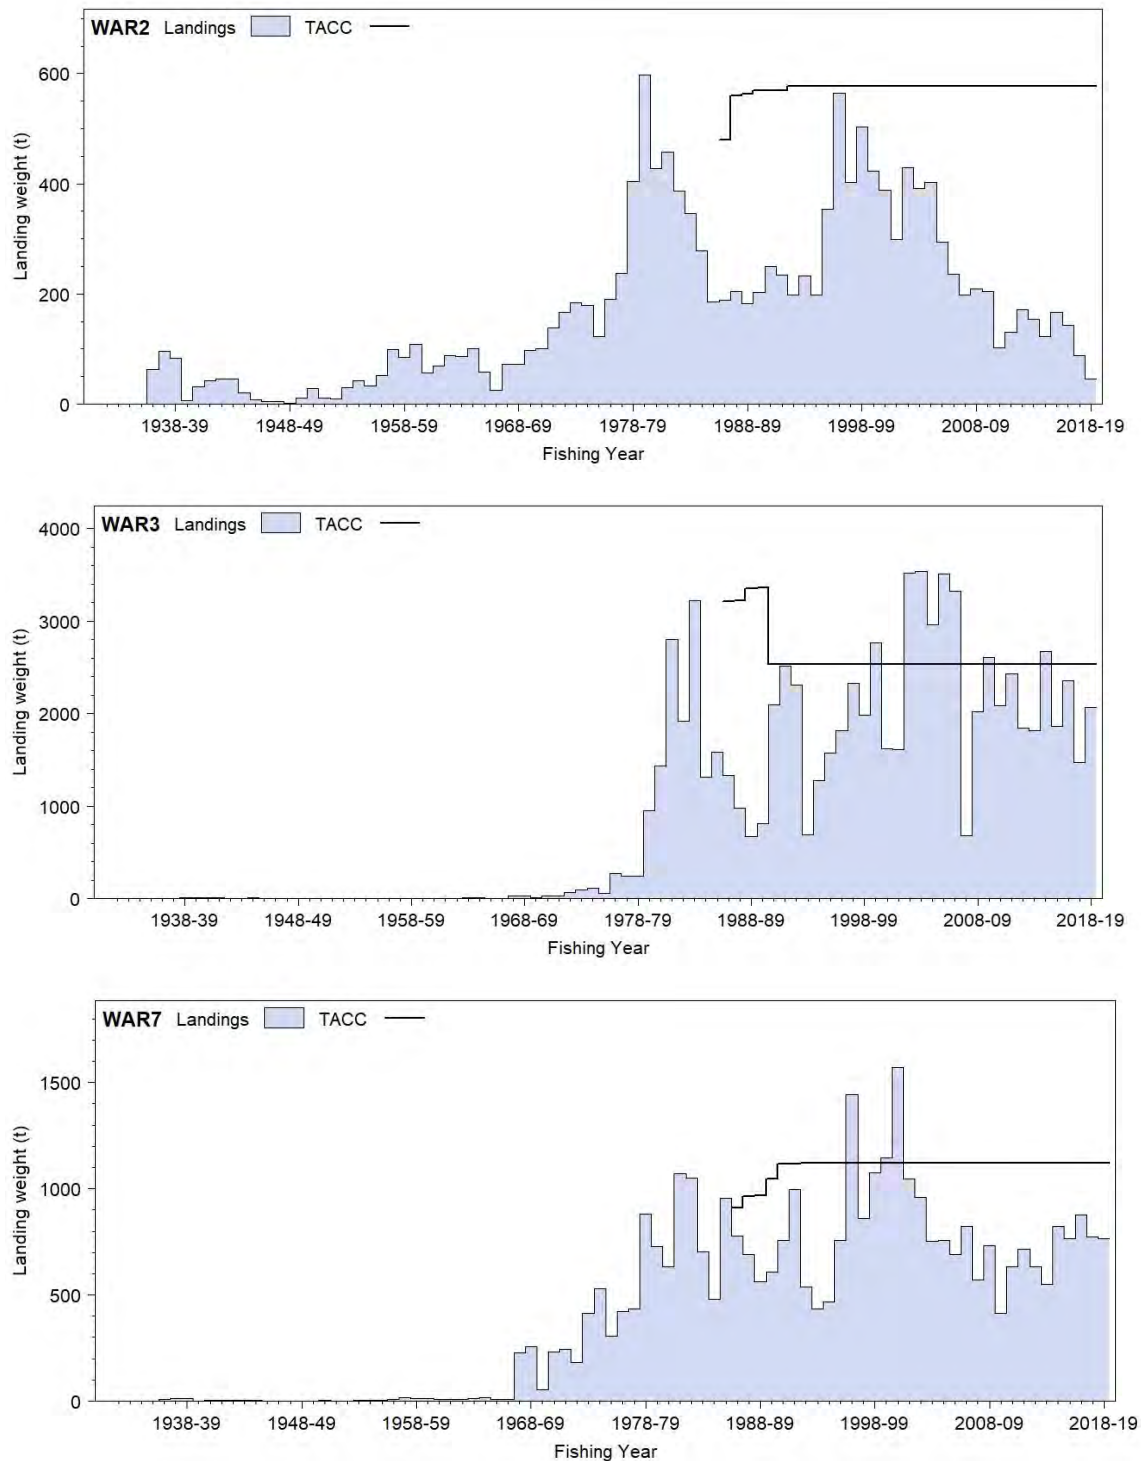 WAR2 Landings TACC
600
400
200
0
Landing weight (t)
1938-39 1948-49 1958-59 1968-69 1978-79 1988-89 1998-99 2008-09 2018-19
Fishing Year
WAR3 Landings TACC
4000
3000
2000
1000
0
Landing weight (t)
1938-39 1948-49 1958-59 1968-69 1978-79 1988-89 1998-99 2008-09 2018-19
Fishing Year
WAR7 Landings TACC
1500
1000
500
0
Landing weight (t)
1938-39 1948-49 1958-59 1968-69 1978-79 1988-89 1998-99 2008-09 2018-19
Fishing Year